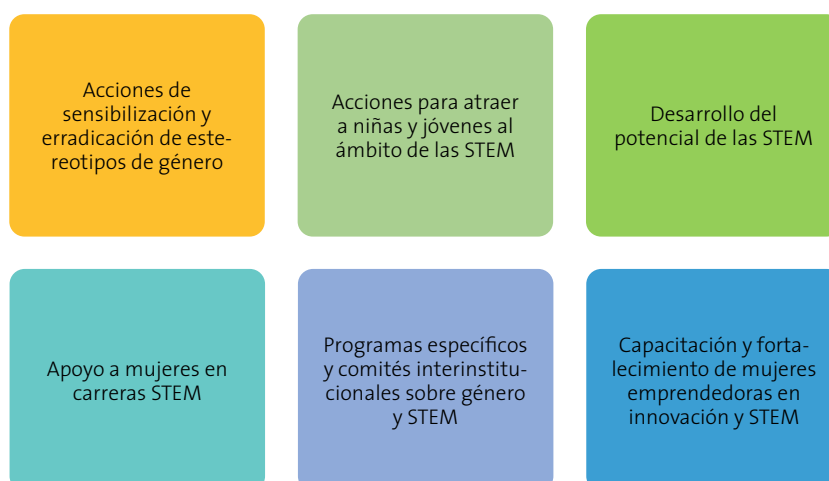 Acciones de
sensibilización y
erradicación de este-
reotipos de género
Acciones para atraer
a niñas y jóvenes al
ámbito de las STEM
Desarrollo del
potencial de las STEM
Apoyo a mujeres en
carreras STEM
Programas específicos
y comités interinstitu-
cionales sobre género
y STEM
Capacitación y forta-
lecimiento de mujeres
emprendedoras en
innovación y STEM